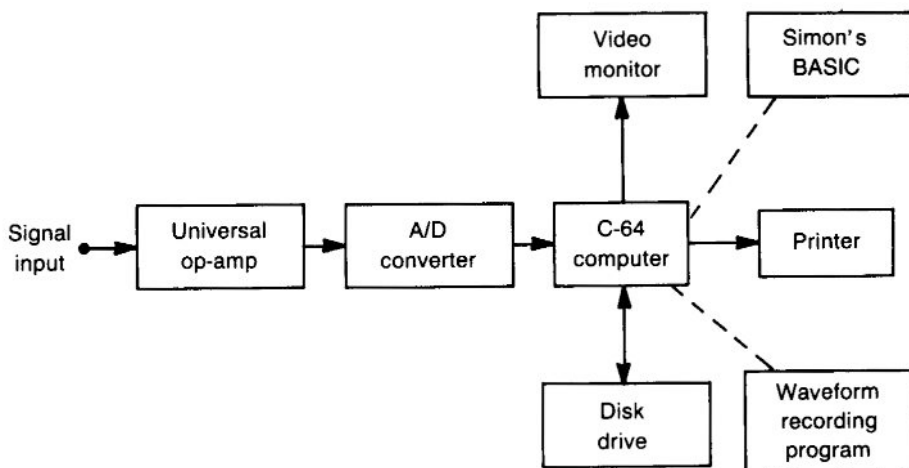 Video
monitor
Simon's
BASIC
Signal
input
Universal
op-amp
A/D
converter
C-64
computer
Printer
Disk
drive
Waveform
recording
program